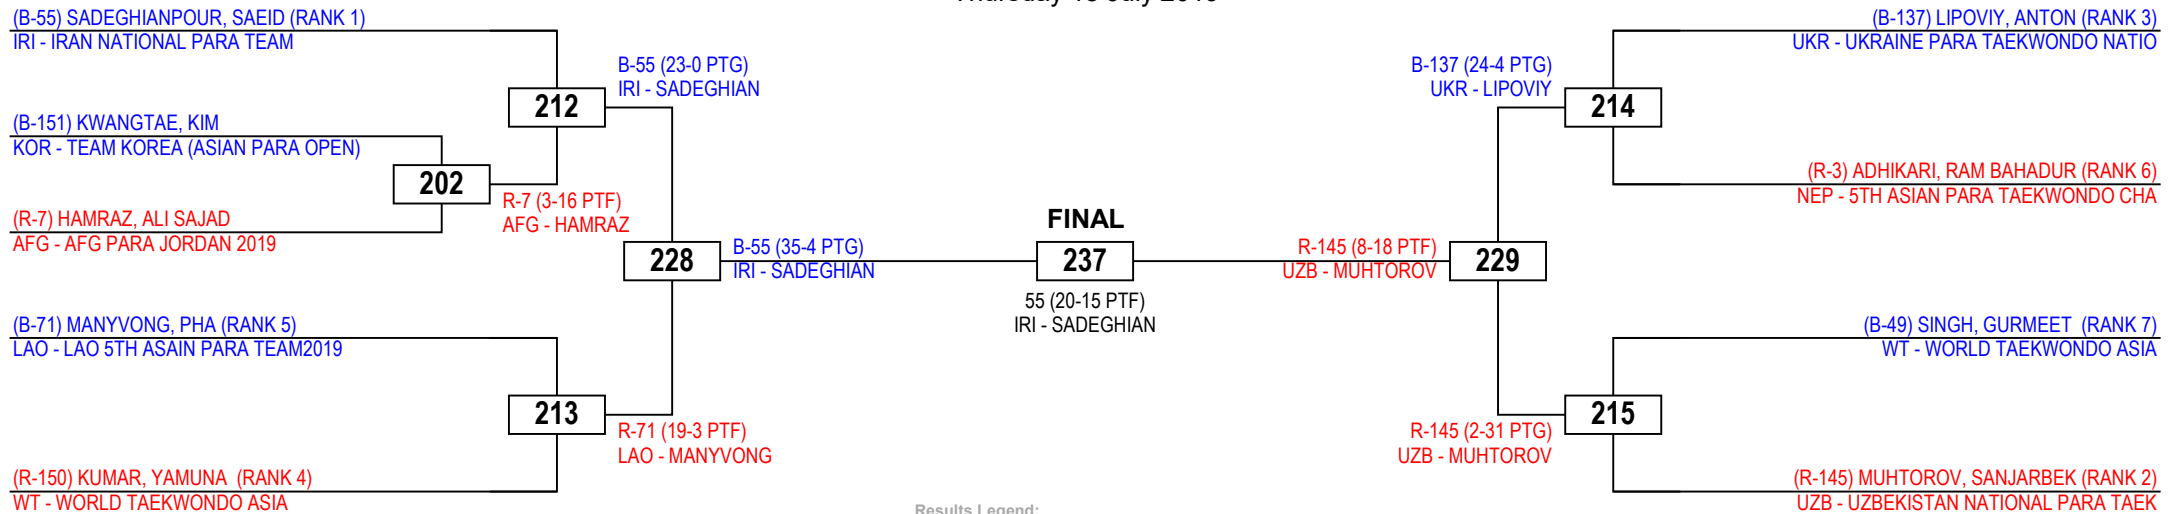 (B-55) SADEGHIANPOUR, SAEID (RANK 1)
IRI - IRAN NATIONAL PARA TEAM
(B-151) KWANGTAE, KIM
KOR - TEAM KOREA (ASIAN PARA OPEN)
(R-7) HAMRAZ, ALI SAJAD
AFG - AFG PARA JORDAN 2019
(B-71) MANYVONG, PHA (RANK 5)
LAO - LAO 5TH ASAIN PARA TEAM2019
(R-150) KUMAR, YAMUNA (RANK 4)
WT - WORLD TAEKWONDO ASIA
202
R-7 (3-16 PTF)
AFG - HAMRAZ
212
B-55 (23-0 PTG)
IRI - SADEGHIAN
213
R-71 (19-3 PTF)
LAO - MANYVONG
228
B-55 (35-4 PTG)
IRI - SADEGHIAN
FINAL
237
55 (20-15 PTF)
IRI - SADEGHIAN
R-145 (8-18 PTF)
UZB - MUHTOROV
229
B-137 (24-4 PTG)
UKR - LIPOVIY
214
R-145 (2-31 PTG)
UZB - MUHTOROV
215
(B-137) LIPOVIY, ANTON (RANK 3)
UKR - UKRAINE PARA TAEKWONDO NATIO
(R-3) ADHIKARI, RAM BAHADUR (RANK 6)
NEP - 5TH ASIAN PARA TAEKWONDO CHA
(B-49) SINGH, GURMEET (RANK 7)
WT - WORLD TAEKWONDO ASIA
(R-145) MUHTOROV, SANJARBEK (RANK 2)
UZB - UZBEKISTAN NATIONAL PARA TAEK
Results Legend: